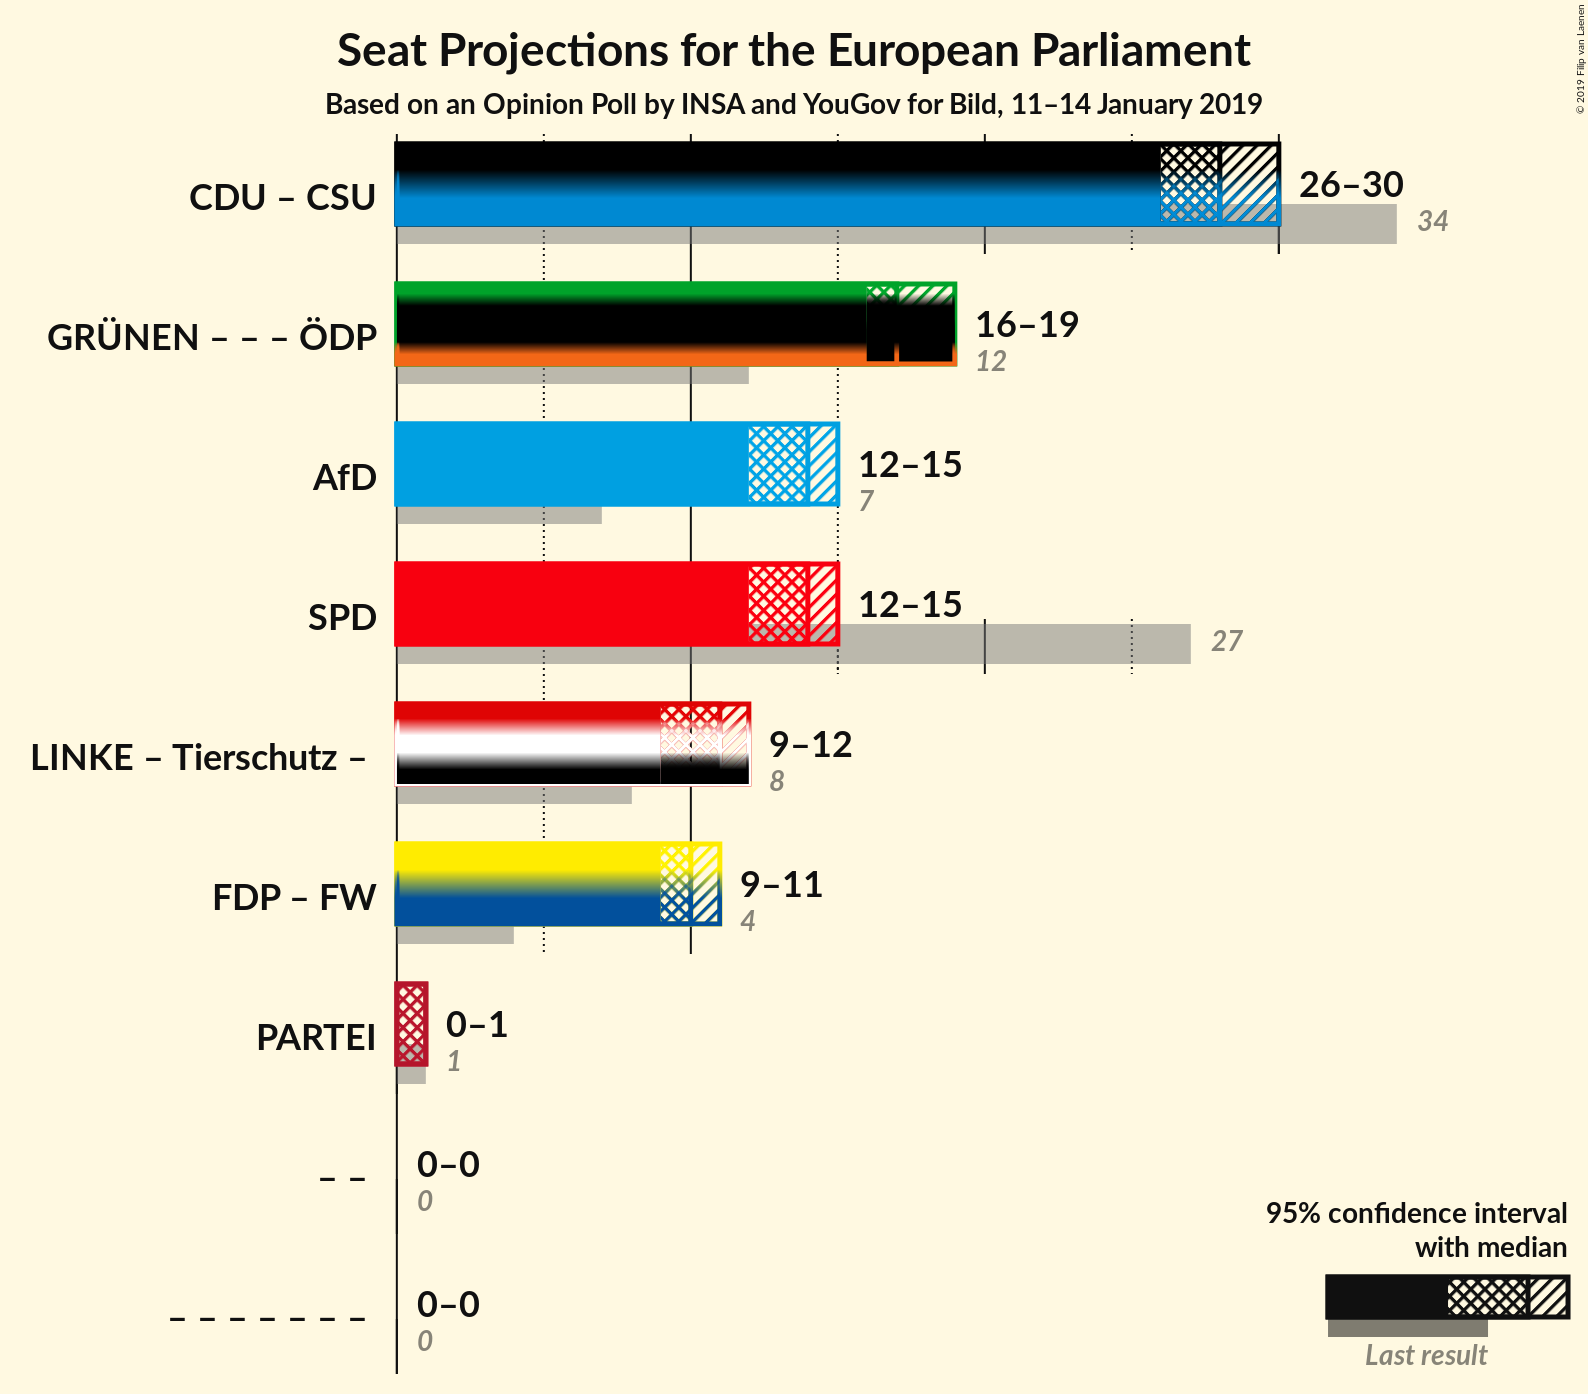 Seat Projections for the European Parliament
Based on an Opinion Poll by INSA and YouGov for Bild, 11–14 January 2019
© 2019 Filip van Laenen
CDU – CSU
26–30
34
GRÜNEN – – – ÖDP
16–19
12
AfD
12–15
7
SPD
12–15
27
LINKE – Tierschutz –
9–12
8
FDP – FW
9–11
4
PARTEI
0–1
1
– –
0–0
0
– – – – – – –
0–0
0
95% confidence interval
with median
Last result